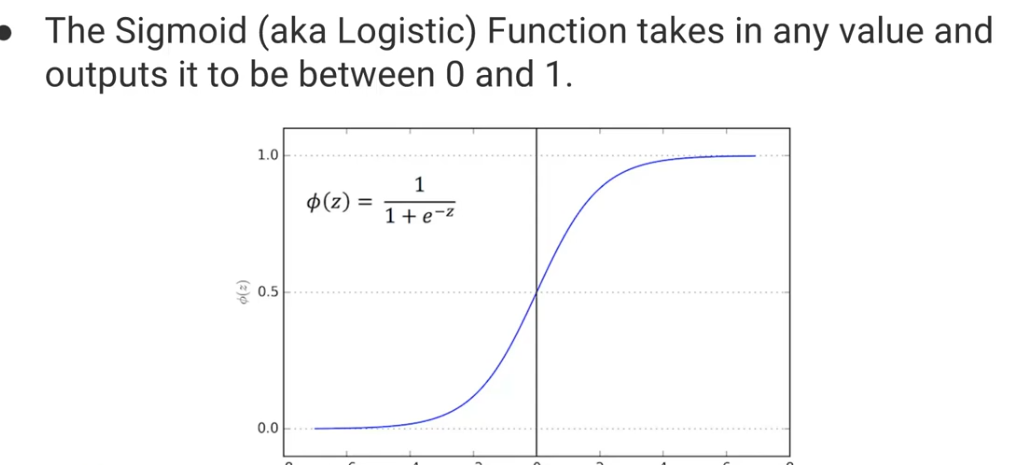 • The Sigmoid (aka Logistic) Function takes in any value and
outputs it to be between 0 and 1.
1.0
ϕ(z) = 1 / (1 + e^−z)
ϕ(z)
0.5
0.0